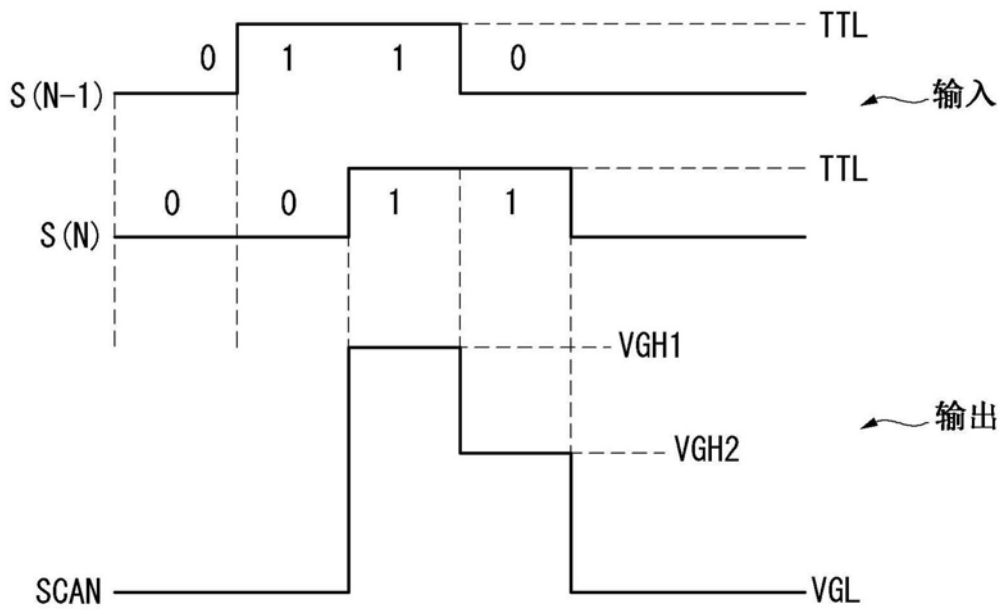 TTL
0 1 1 0
S(N-1)
输入
TTL
0 0 1 1
S(N)
VGH1
输出
VGH2
SCAN
VGL